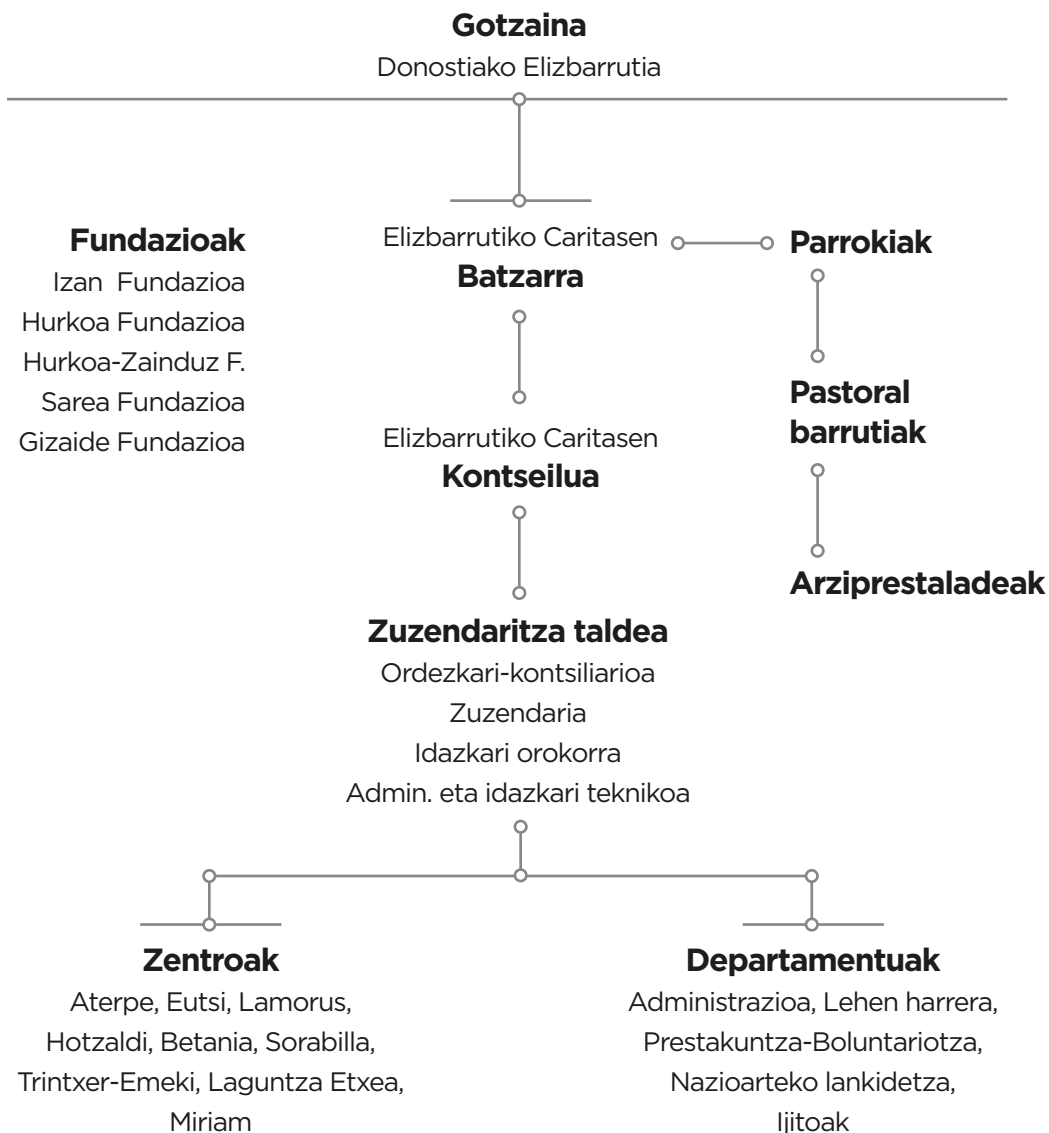 Gotzaina
Donostiako Elizbarrutia
Fundazioak
Izan Fundazioa
Hurkoa Fundazioa
Hurkoa-Zainduz F.
Sarea Fundazioa
Gizaide Fundazioa
Elizbarrutiko Caritasen
Batzarra
Elizbarrutiko Caritasen
Kontseilua
Parrokiak
Pastoral
barrutiak
Arziprestaladeak
Zuzendaritza taldea
Ordezkari-kontsiliarioa
Zuzendaria
Idazkari orokorra
Admin. eta idazkari teknikoa
Zentroak
Aterpe, Eutsi, Lamorus,
Hotzaldi, Betania, Sorabilla,
Trintxer-Emeki, Laguntza Etxea,
Miriam
Departamentuak
Administrazioa, Lehen harrera,
Prestakuntza-Boluntariotza,
Nazioarteko lankidetza,
Ijitoak